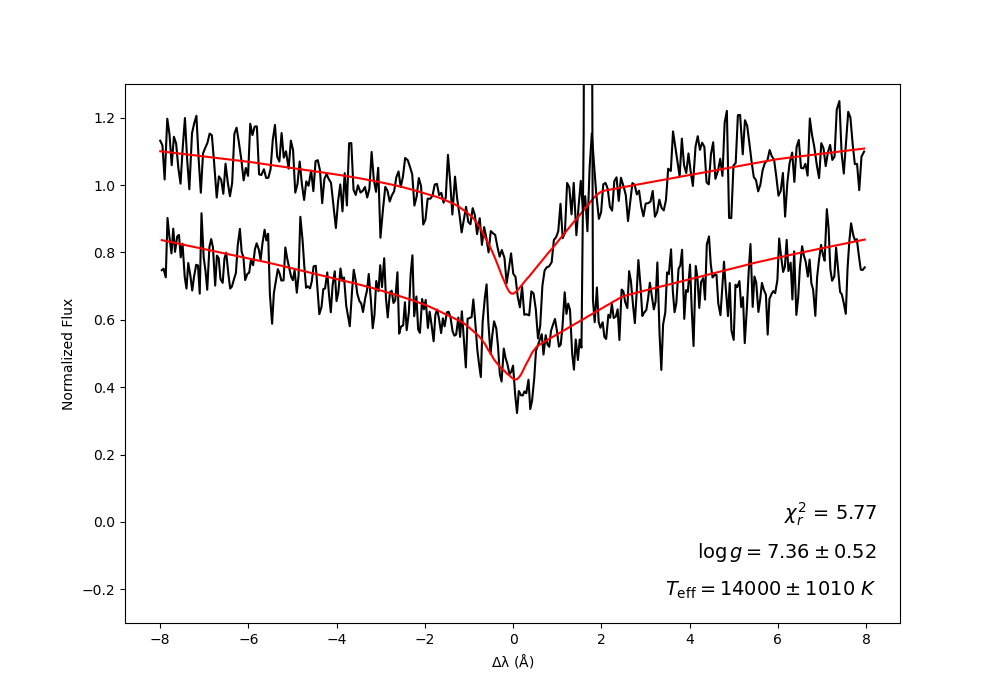 1.2
1.0
0.8
0.6
0.4
0.2
0.0
−0.2
Normalized Flux
χ_r^2 = 5.77
log g = 7.36 ± 0.52
T_eff = 14000 ± 1010 K
−8 −6 −4 −2 0 2 4 6 8
Δλ (Å)